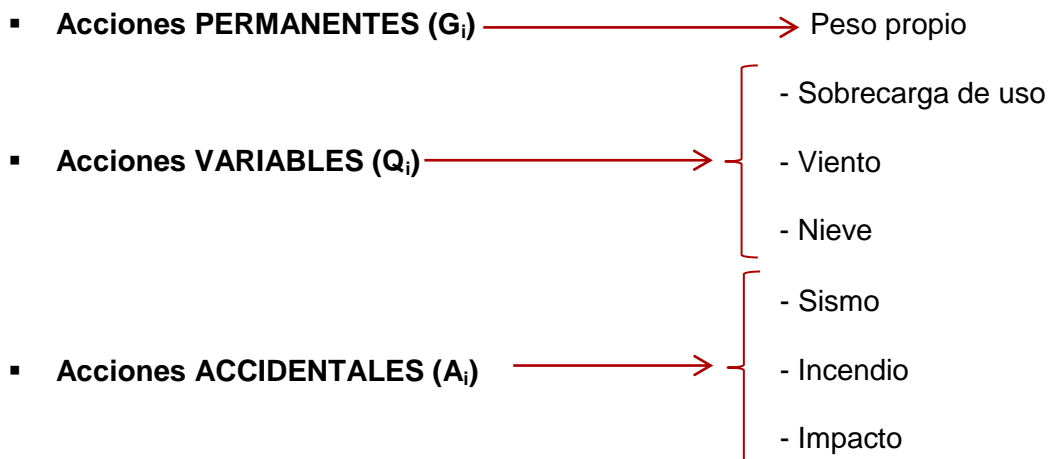 ▪ Acciones PERMANENTES (Gi) Peso propio
- Sobrecarga de uso
▪ Acciones VARIABLES (Qi) - Viento
- Nieve
- Sismo
▪ Acciones ACCIDENTALES (Ai) - Incendio
- Impacto